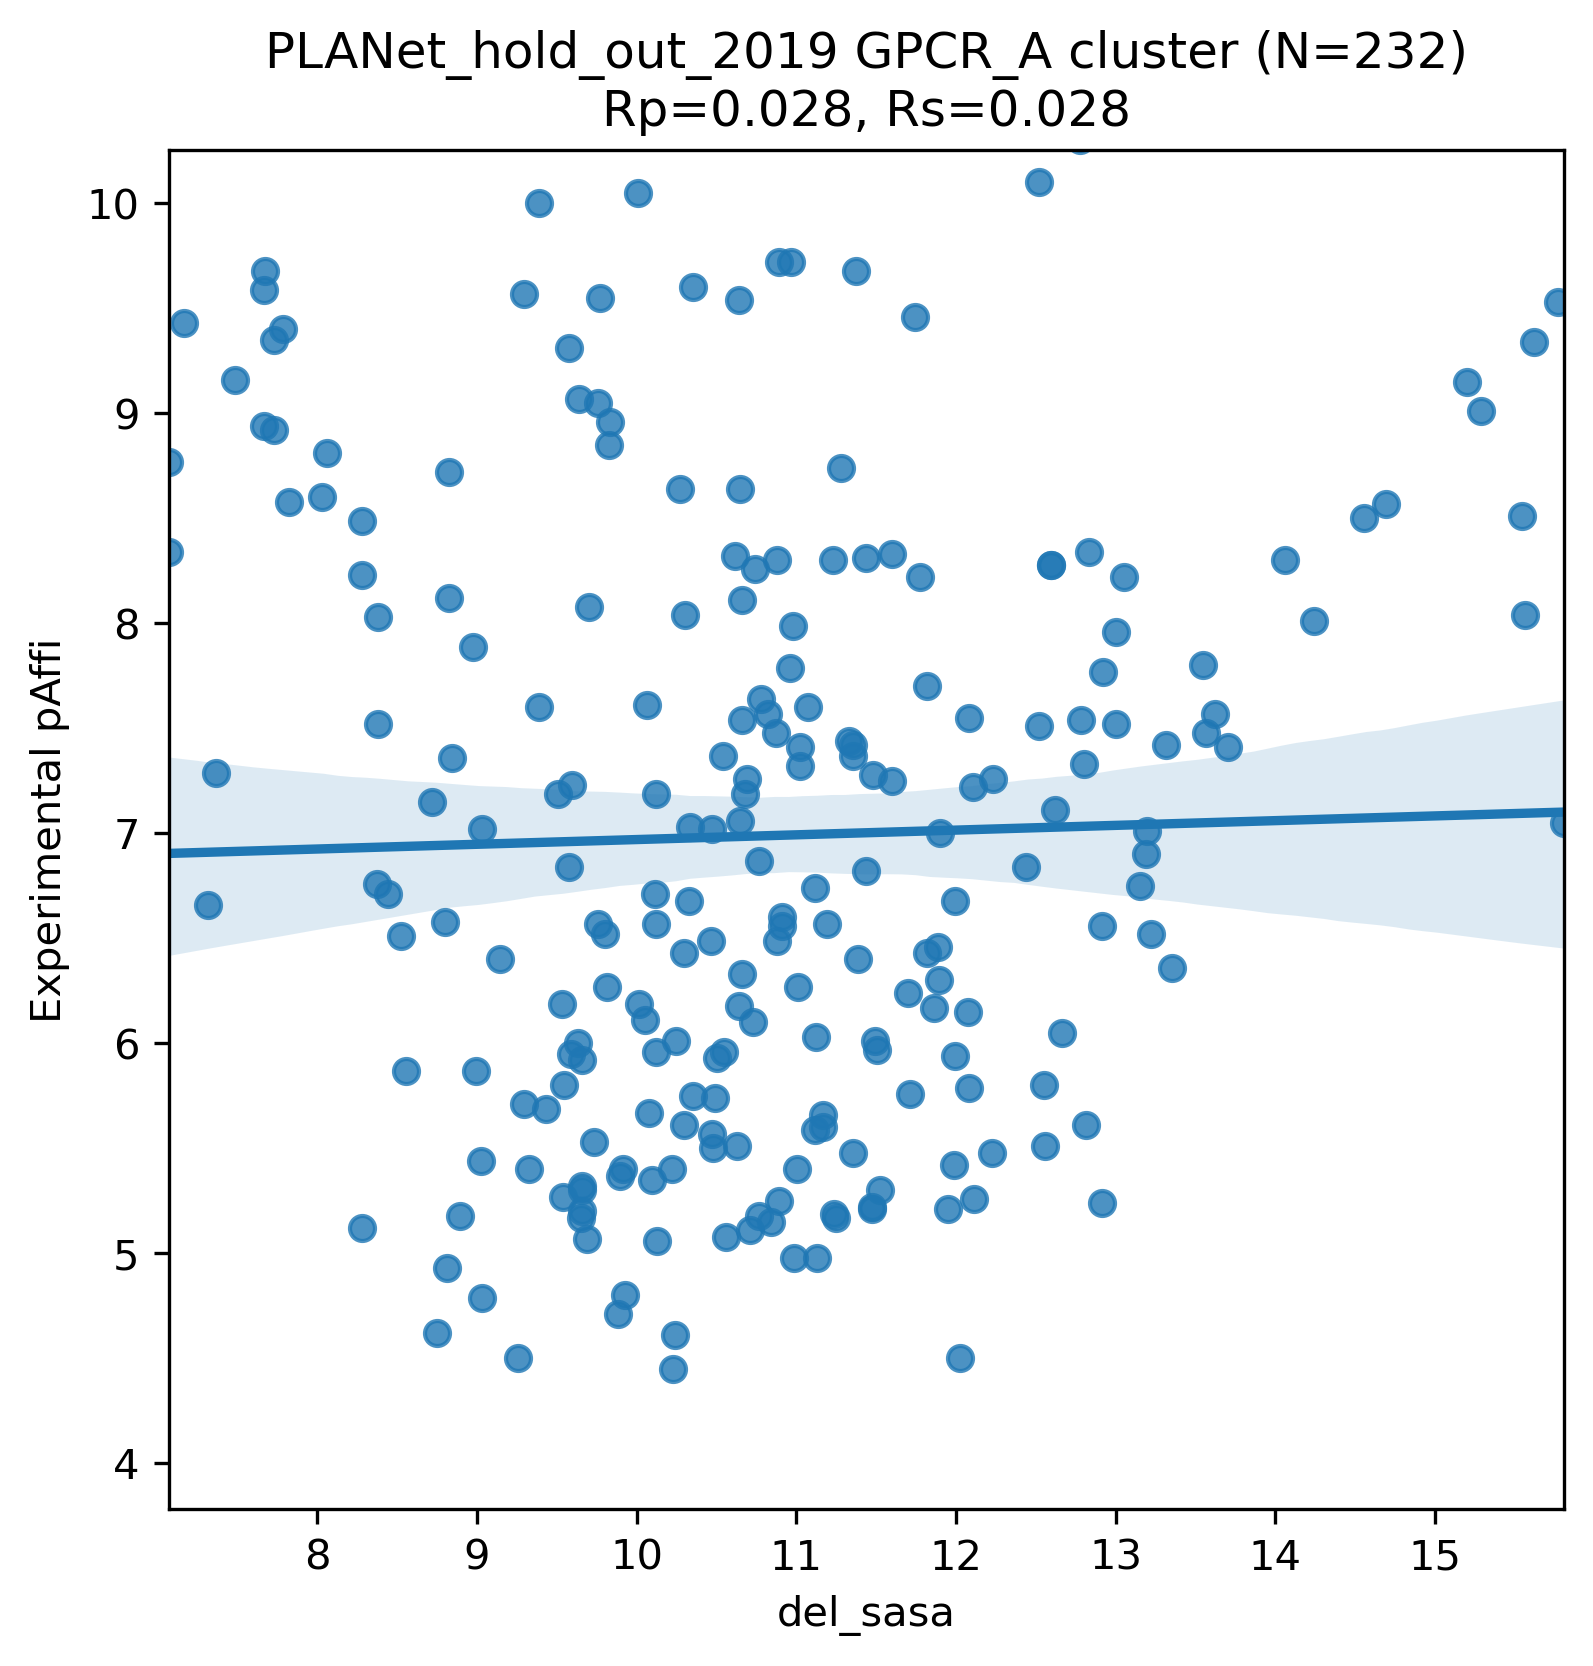 PLANet_hold_out_2019 GPCR_A cluster (N=232)
Rp=0.028, Rs=0.028
10
9
8
7
6
5
4
Experimental pAffi
8 9 10 11 12 13 14 15
del_sasa